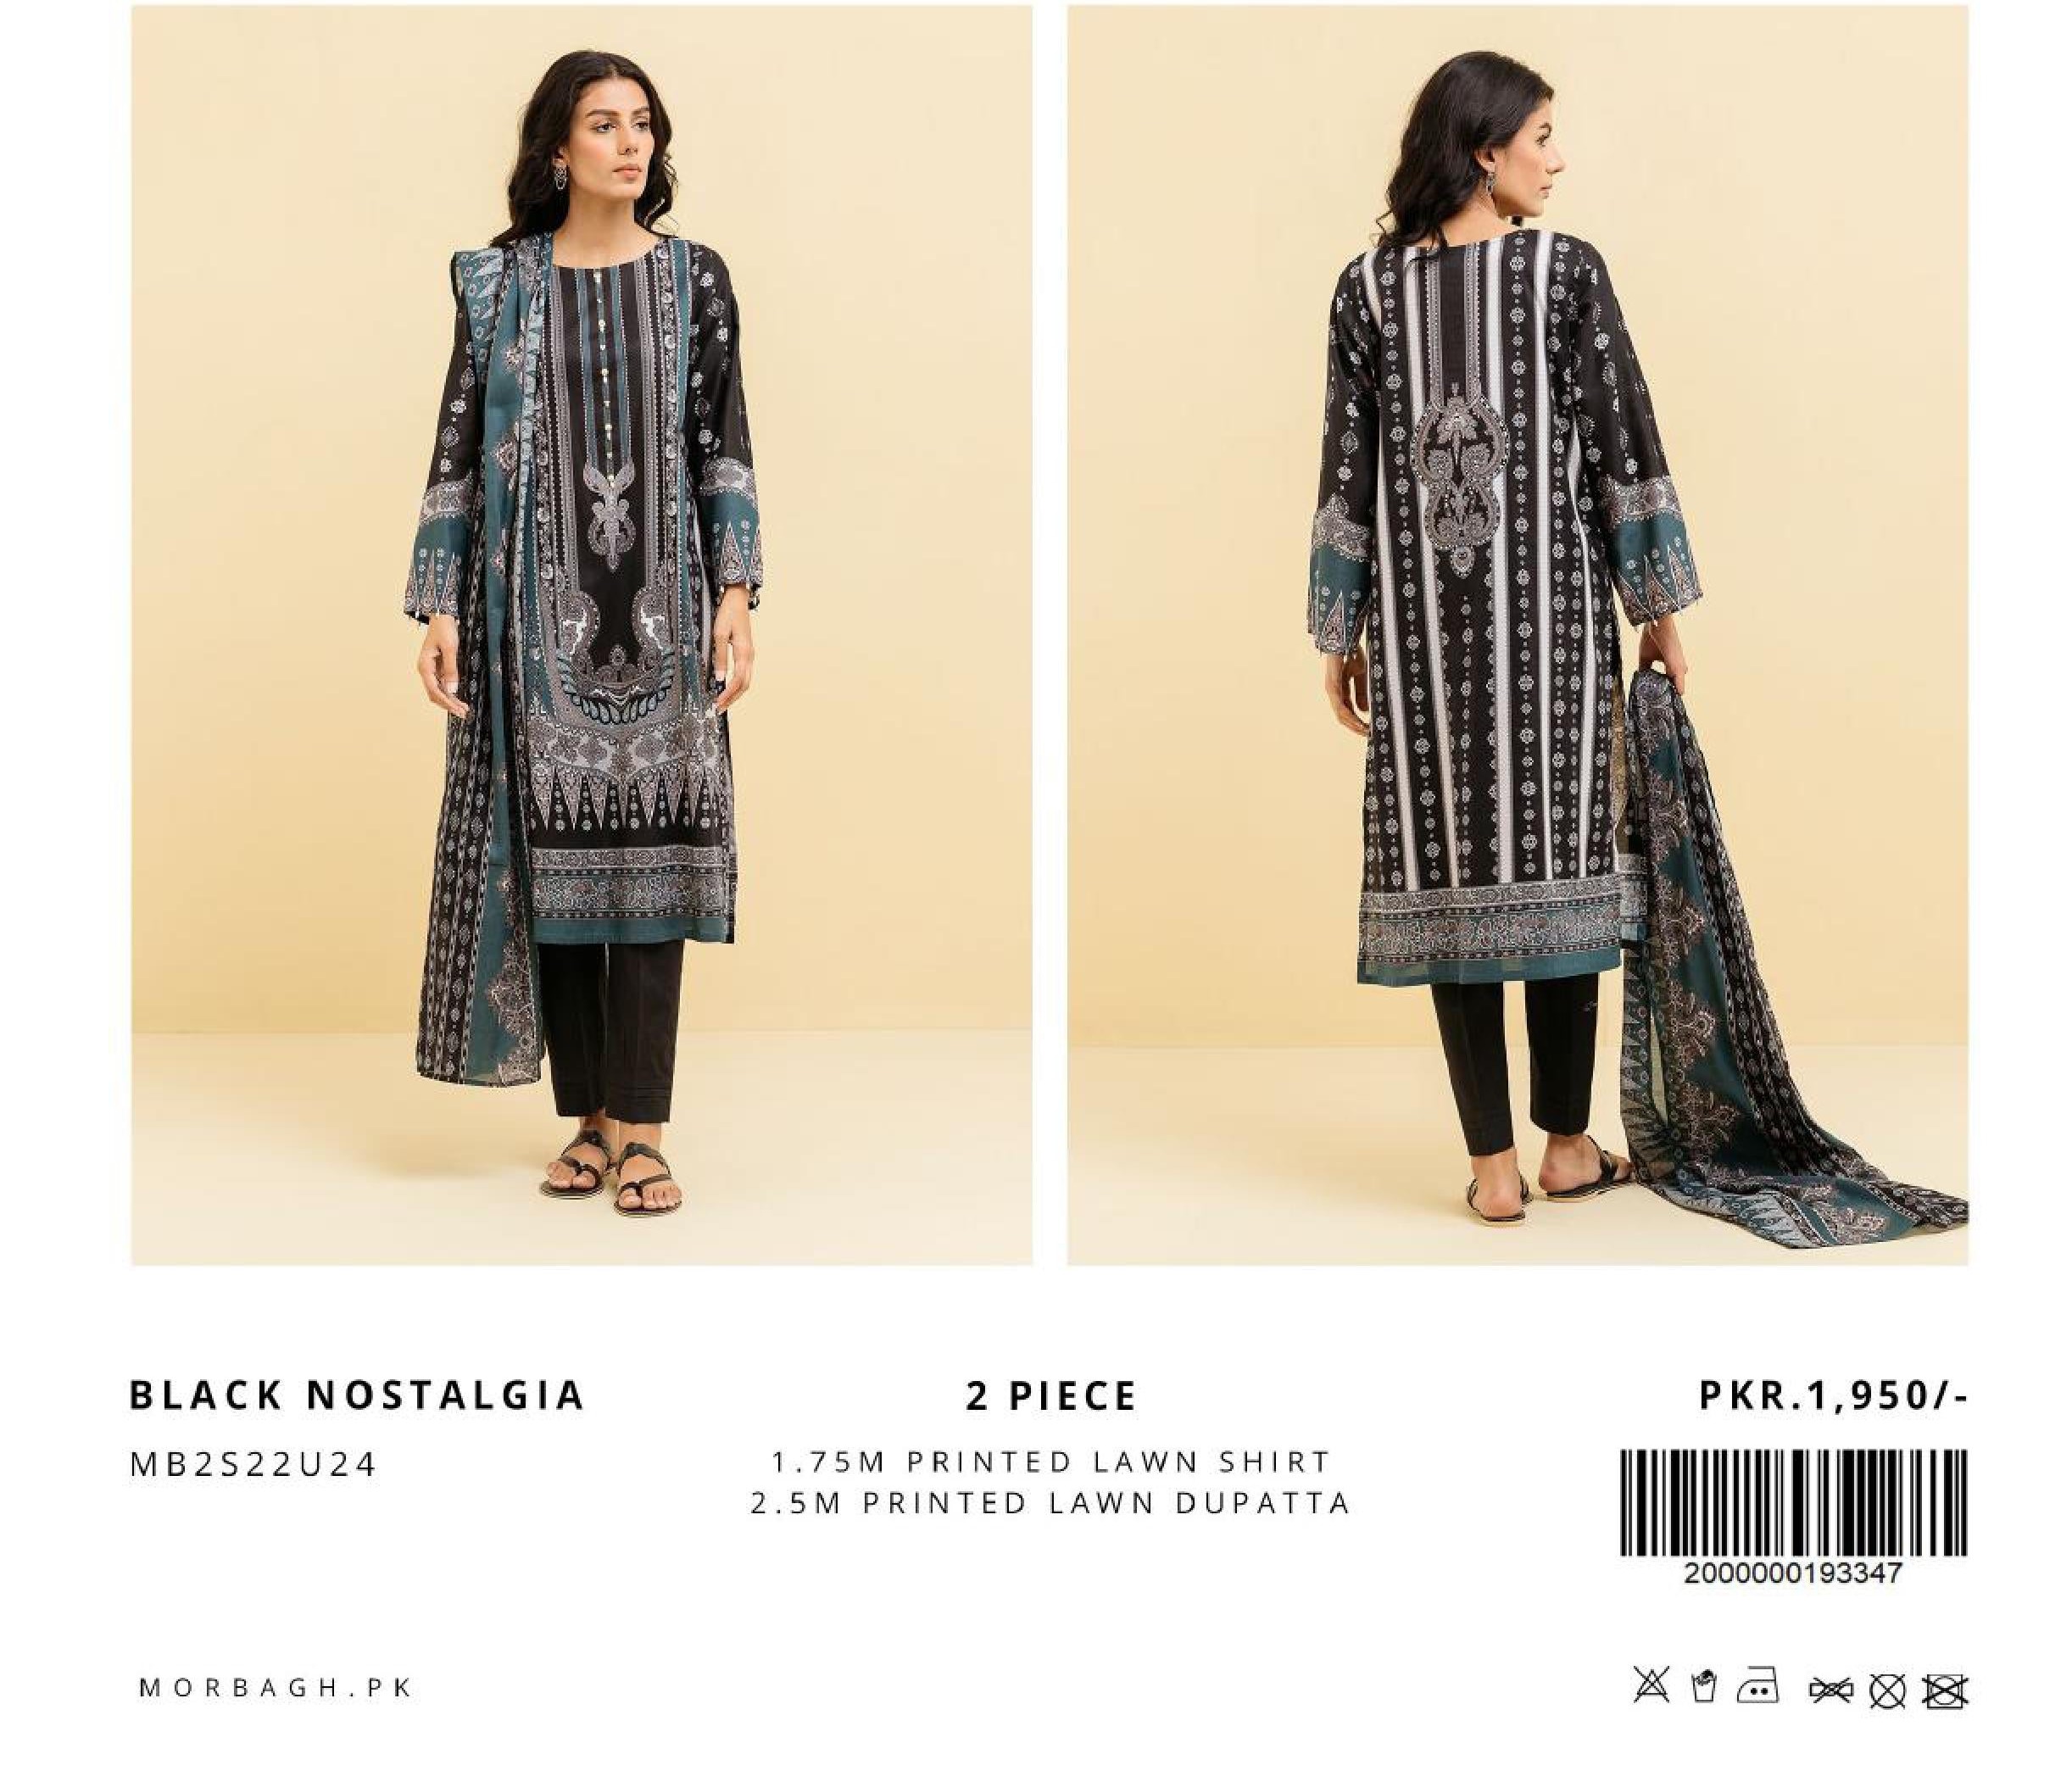 BLACK NOSTALGIA
MB2S22U24
2 PIECE
1.75M PRINTED LAWN SHIRT
2.5M PRINTED LAWN DUPATTA
PKR.1,950/-
2000000193347
MORBAGH.PK